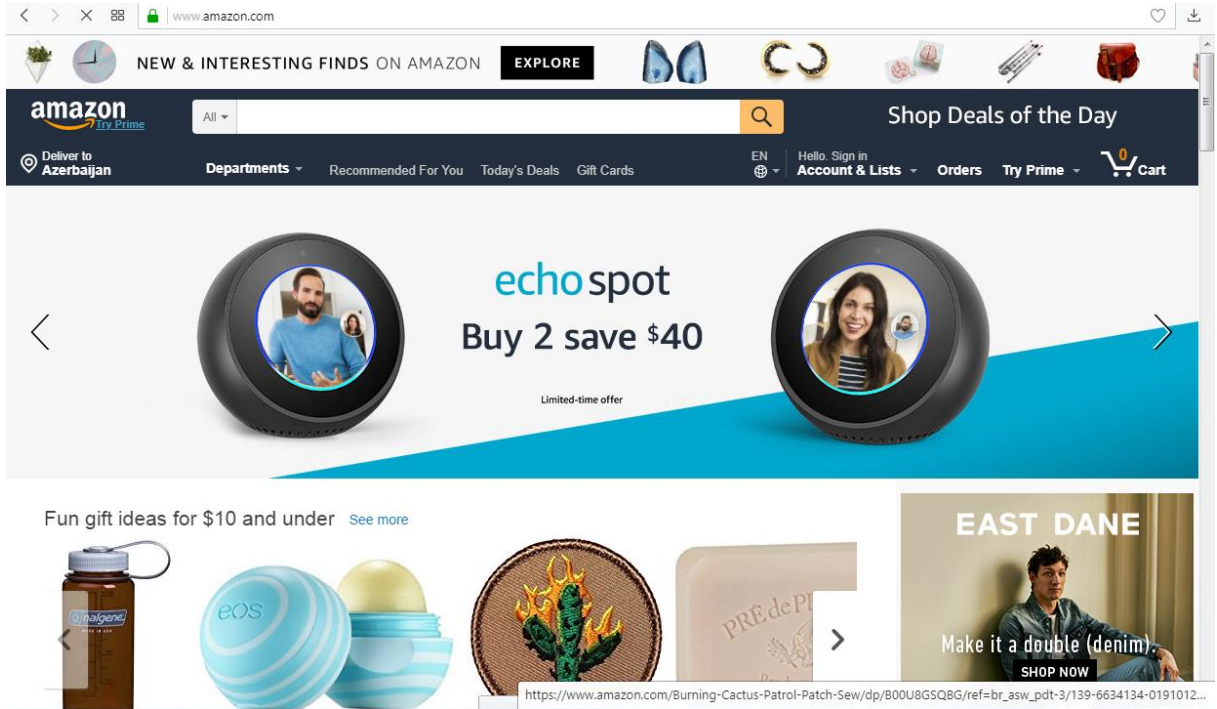 www.amazon.com
NEW & INTERESTING FINDS ON AMAZON EXPLORE
amazon
Try Prime
All
Shop Deals of the Day
Deliver to
Azerbaijan
Departments Recommended For You Today's Deals Gift Cards
EN
Hello. Sign in
Account & Lists Orders Try Prime 0 Cart
echo spot
Buy 2 save $40
Limited-time offer
Fun gift ideas for $10 and under See more
nalgene
eos
PRÉ de
EAST DANE
Make it a double (denim).
SHOP NOW
https://www.amazon.com/Burning-Cactus-Patrol-Patch-Sew/dp/B00U8GSQBG/ref=br_asw_pdt-3/139-6634134-0191012...